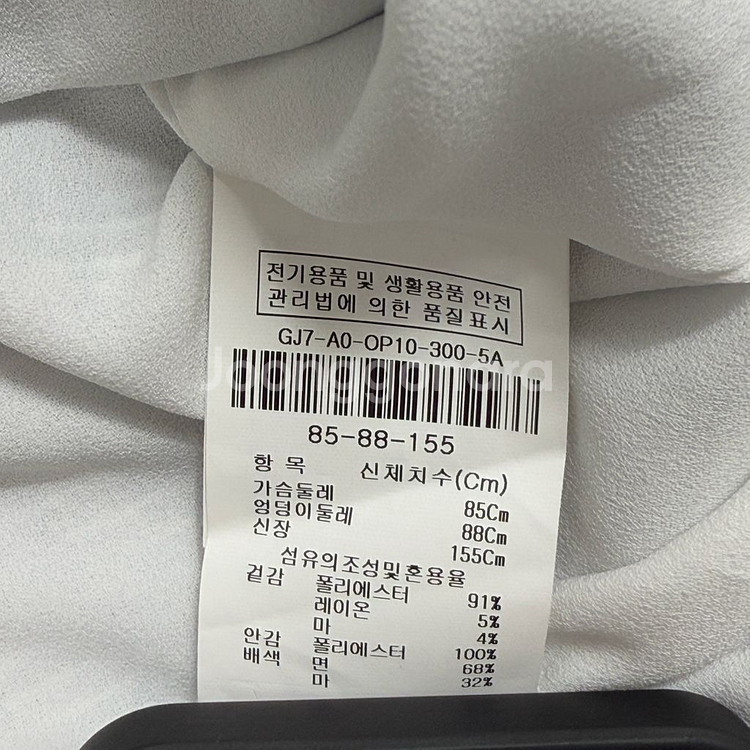 전기용품 및 생활용품 안전
관리법에 의한 품질표시
GJ7-A0-OP10-300-5A
Joonggonara
85-88-155
항 목 신체치수(Cm)
가슴둘레 85Cm
엉덩이둘레 88Cm
신장 155Cm
섬유의조성및혼용율
겉감 폴리에스터 91%
레이온 5%
마 4%
안감 폴리에스터 100%
배색 면 68%
마 32%